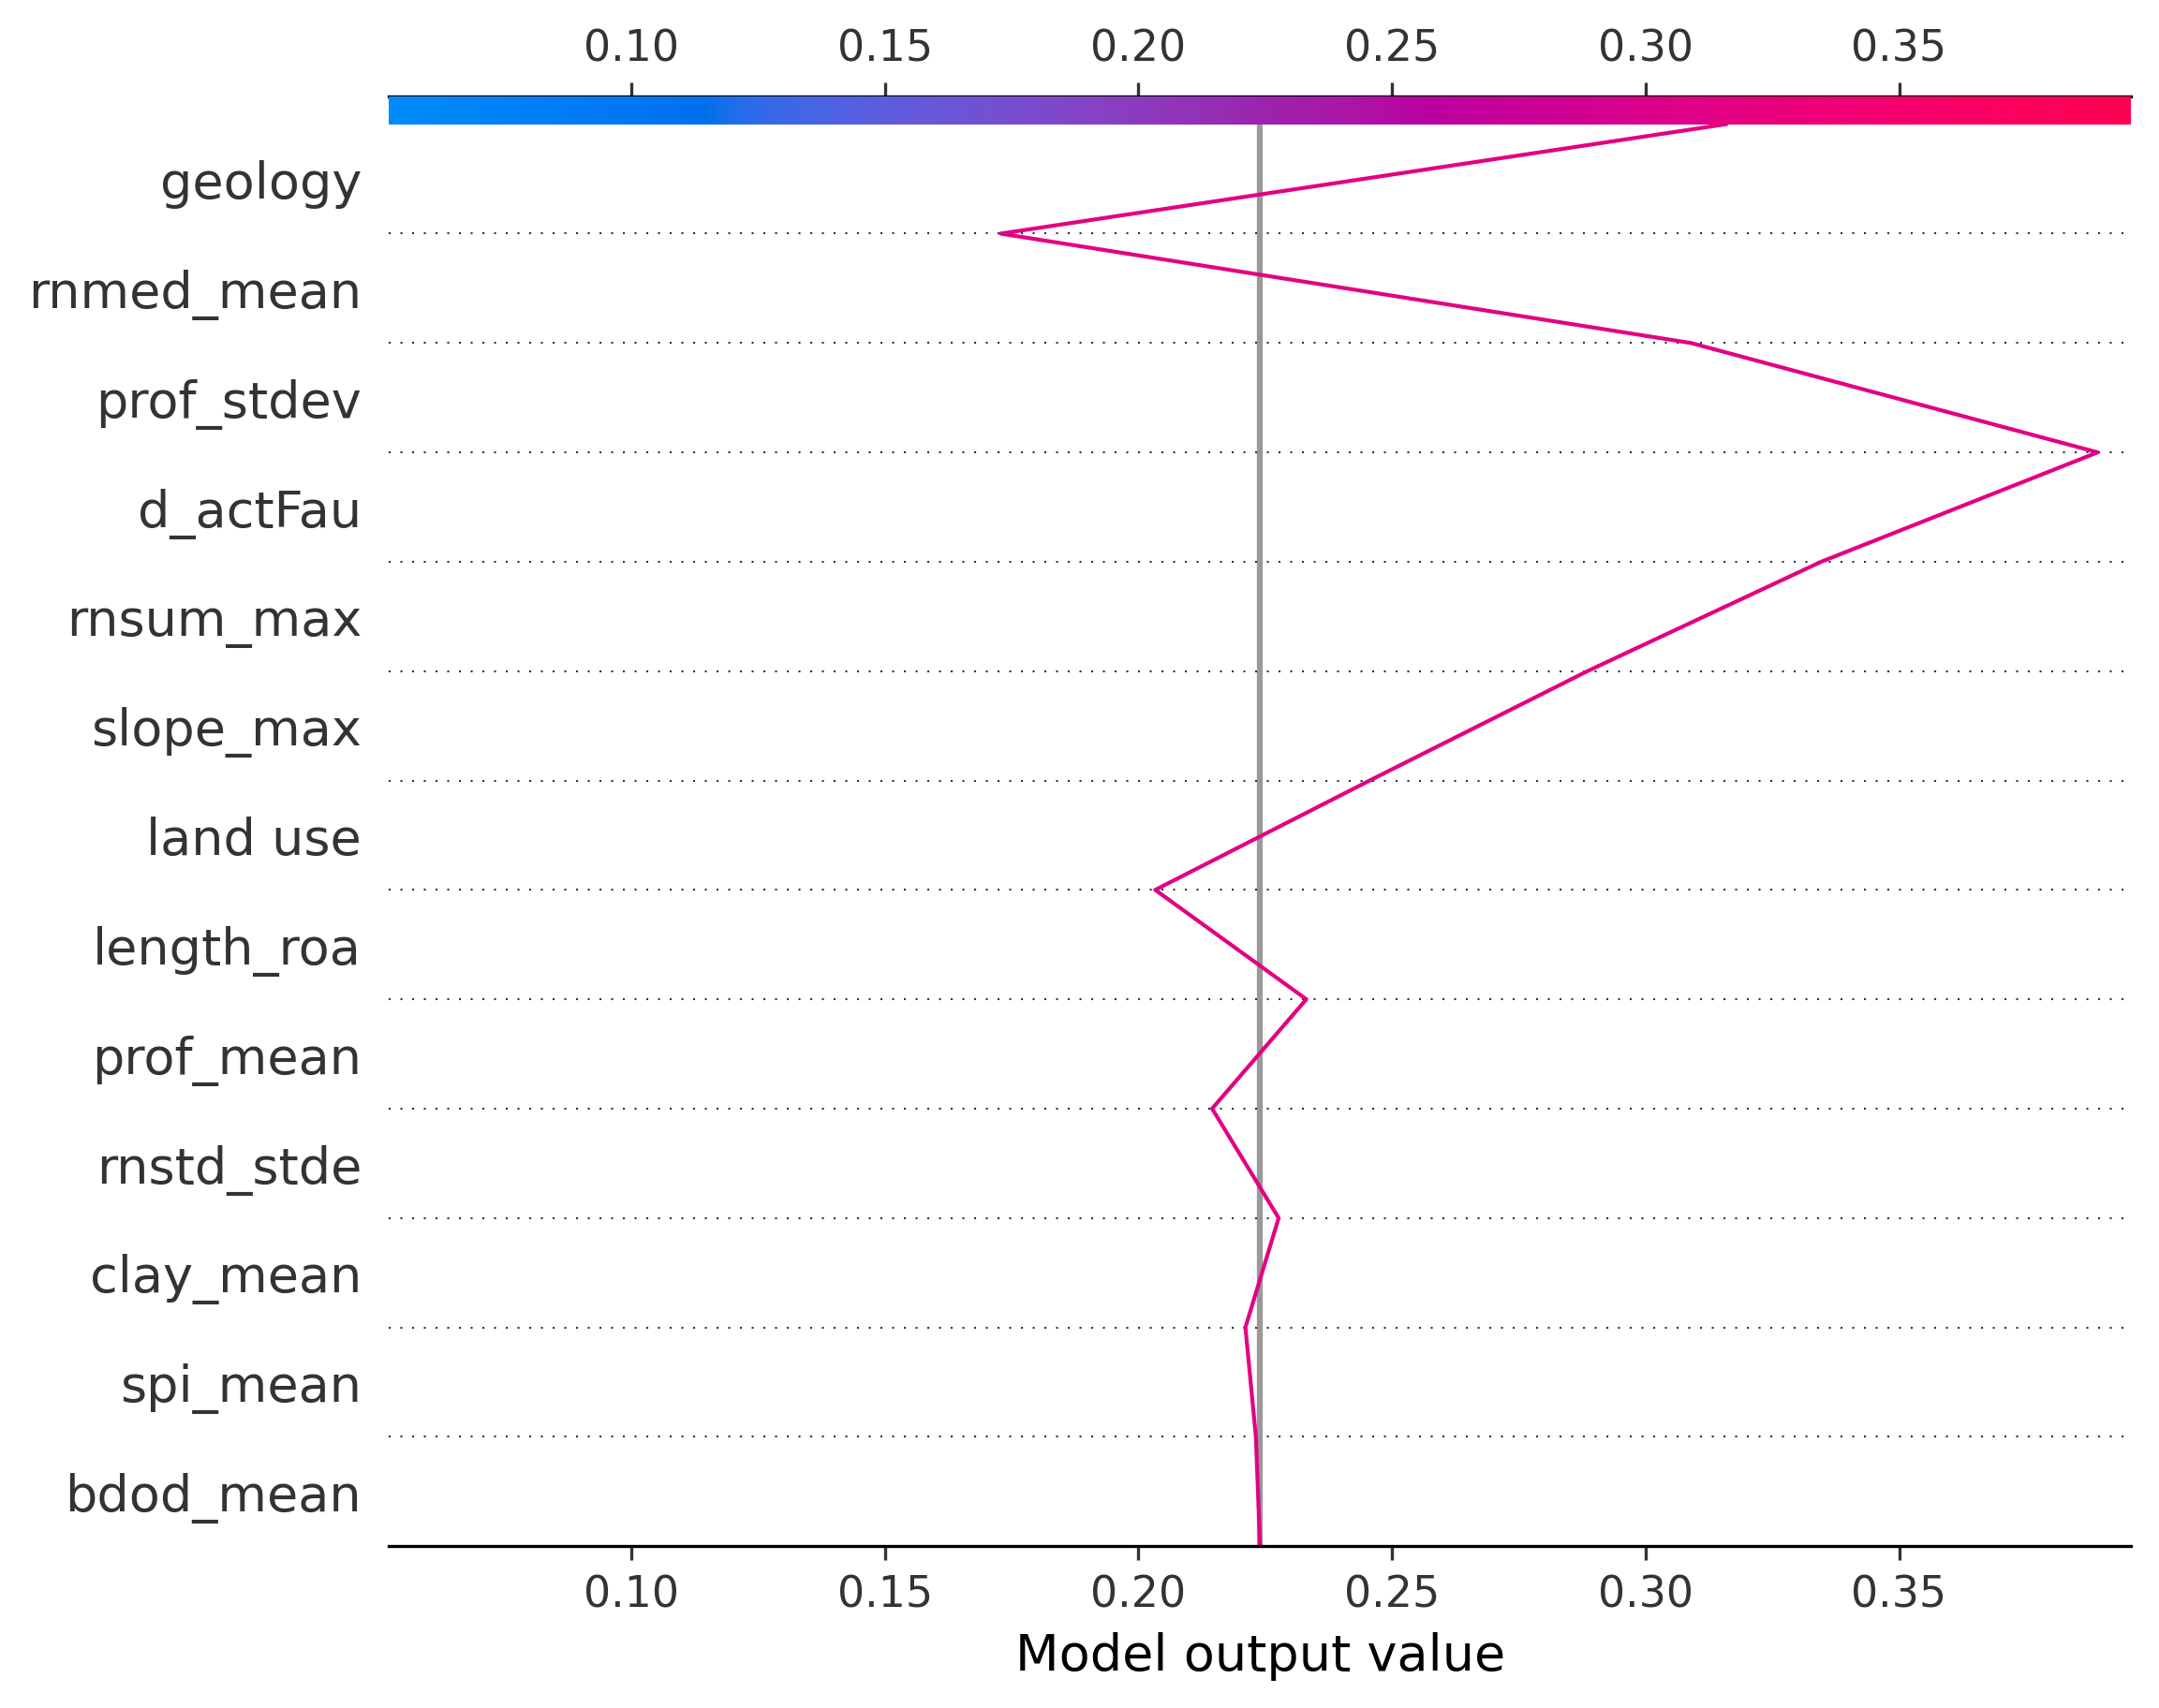 0.10 0.15 0.20 0.25 0.30 0.35
geology
rnmed_mean
prof_stdev
d_actFau
rnsum_max
slope_max
land use
length_roa
prof_mean
rnstd_stde
clay_mean
spi_mean
bdod_mean
0.10 0.15 0.20 0.25 0.30 0.35
Model output value